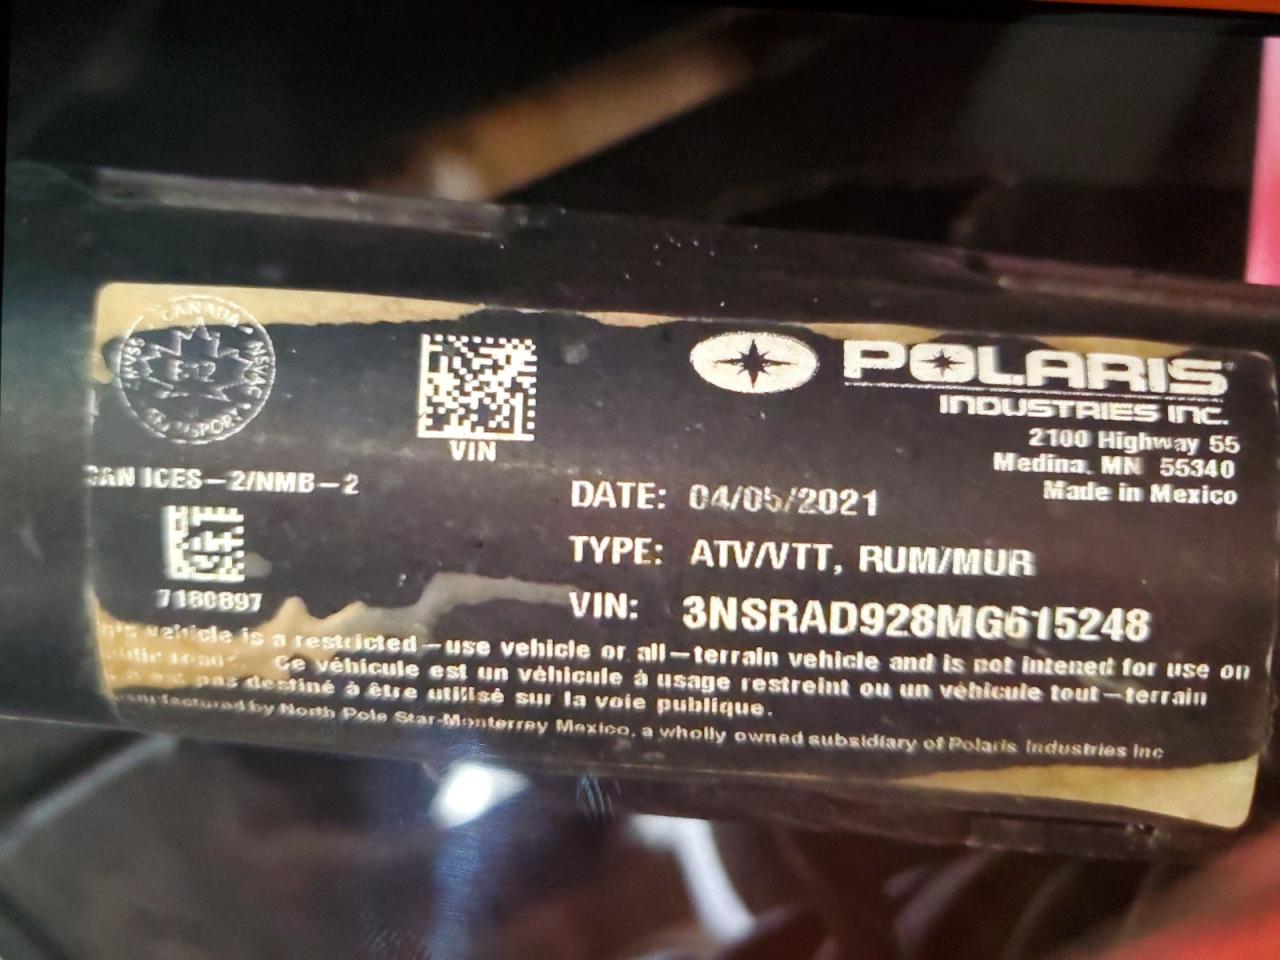 CANADA
TRANSPORT
POLARIS
INDUSTRIES INC.
2100 Highway 55
Medina, MN 55340
Made in Mexico
VIN
CAN ICES-2/NMB-2
7180897
DATE: 04/05/2021
TYPE: ATV/VTT, RUM/MUR
VIN: 3NSRAD928MG615248
vehicle is a restricted-use vehicle or all-terrain vehicle and is not intened for use on
Ce véhicule est un véhicule à usage restreint ou un véhicule tout-terrain
pas destiné à être utilisé sur la voie publique.
by North Pole Star-Monterrey Mexico, a wholly owned subsidiary of Polaris Industries Inc